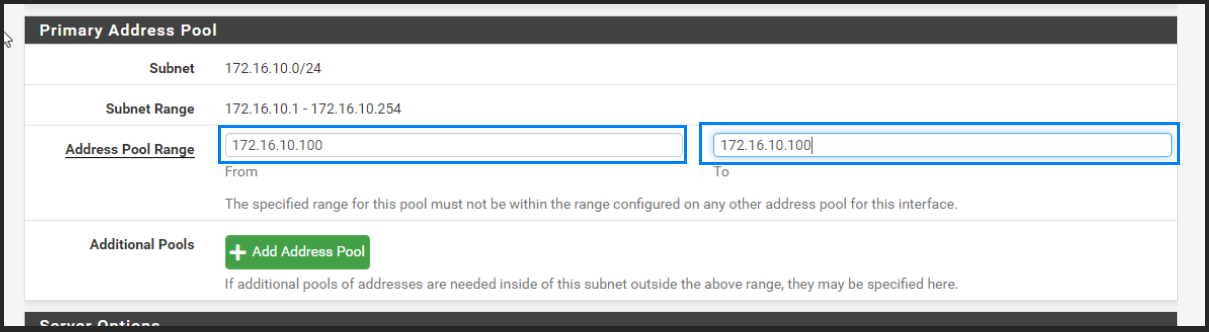 Primary Address Pool
Subnet 172.16.10.0/24
Subnet Range 172.16.10.1 - 172.16.10.254
Address Pool Range 172.16.10.100 172.16.10.100
From To
The specified range for this pool must not be within the range configured on any other address pool for this interface.
Additional Pools Add Address Pool
If additional pools of addresses are needed inside of this subnet outside the above range, they may be specified here.
Server Options